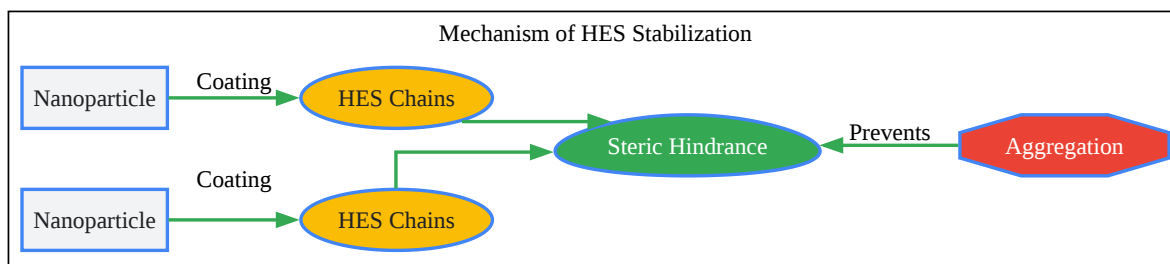 Mechanism of HES Stabilization
Nanoparticle
Coating
HES Chains
Steric Hindrance
Prevents
Aggregation
Nanoparticle
Coating
HES Chains